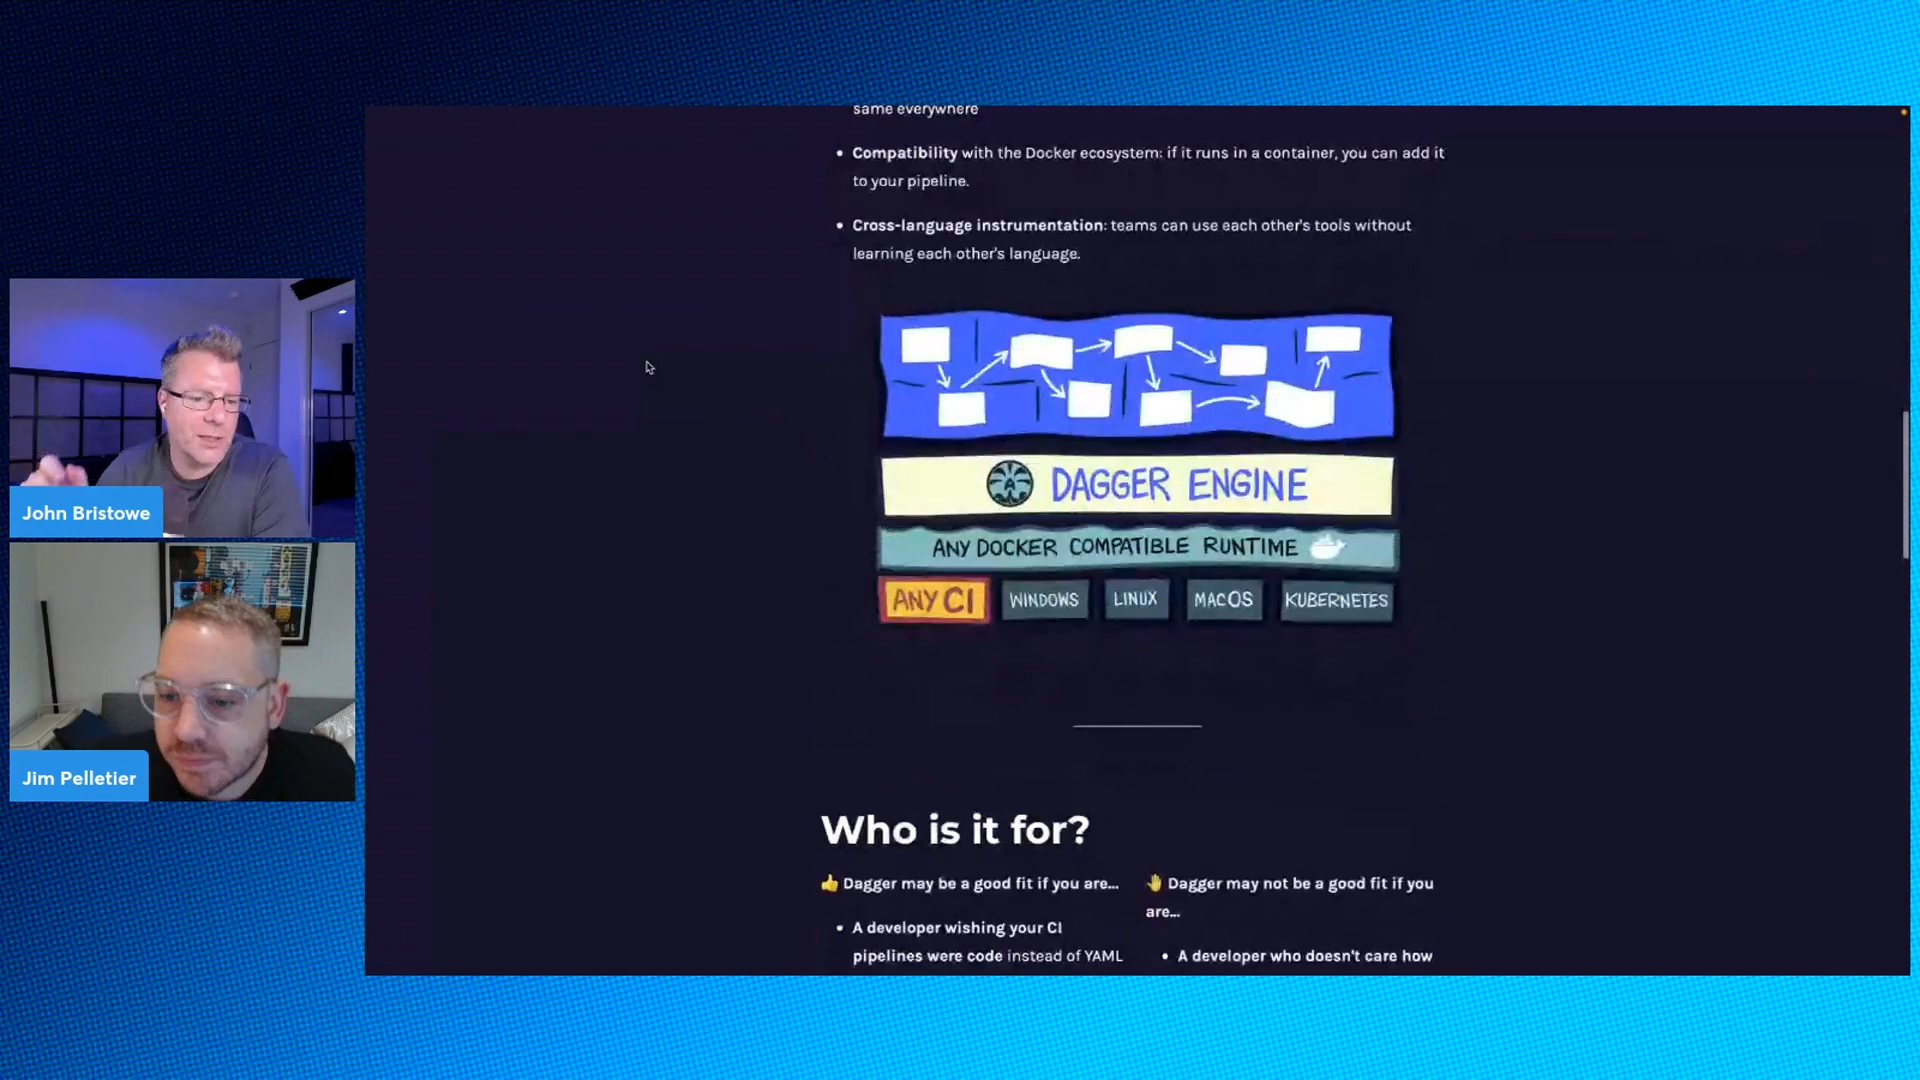 same everywhere
• Compatibility with the Docker ecosystem: if it runs in a container, you can add it
to your pipeline.
• Cross-language instrumentation: teams can use each other's tools without
learning each other's language.
DAGGER ENGINE
ANY DOCKER COMPATIBLE RUNTIME
ANY CI
WINDOWS
LINUX
MACOS
KUBERNETES
Who is it for?
👍 Dagger may be a good fit if you are...
• A developer wishing your CI
pipelines were code instead of YAML
🤚 Dagger may not be a good fit if you
are...
• A developer who doesn't care how
John Bristowe
Jim Pelletier